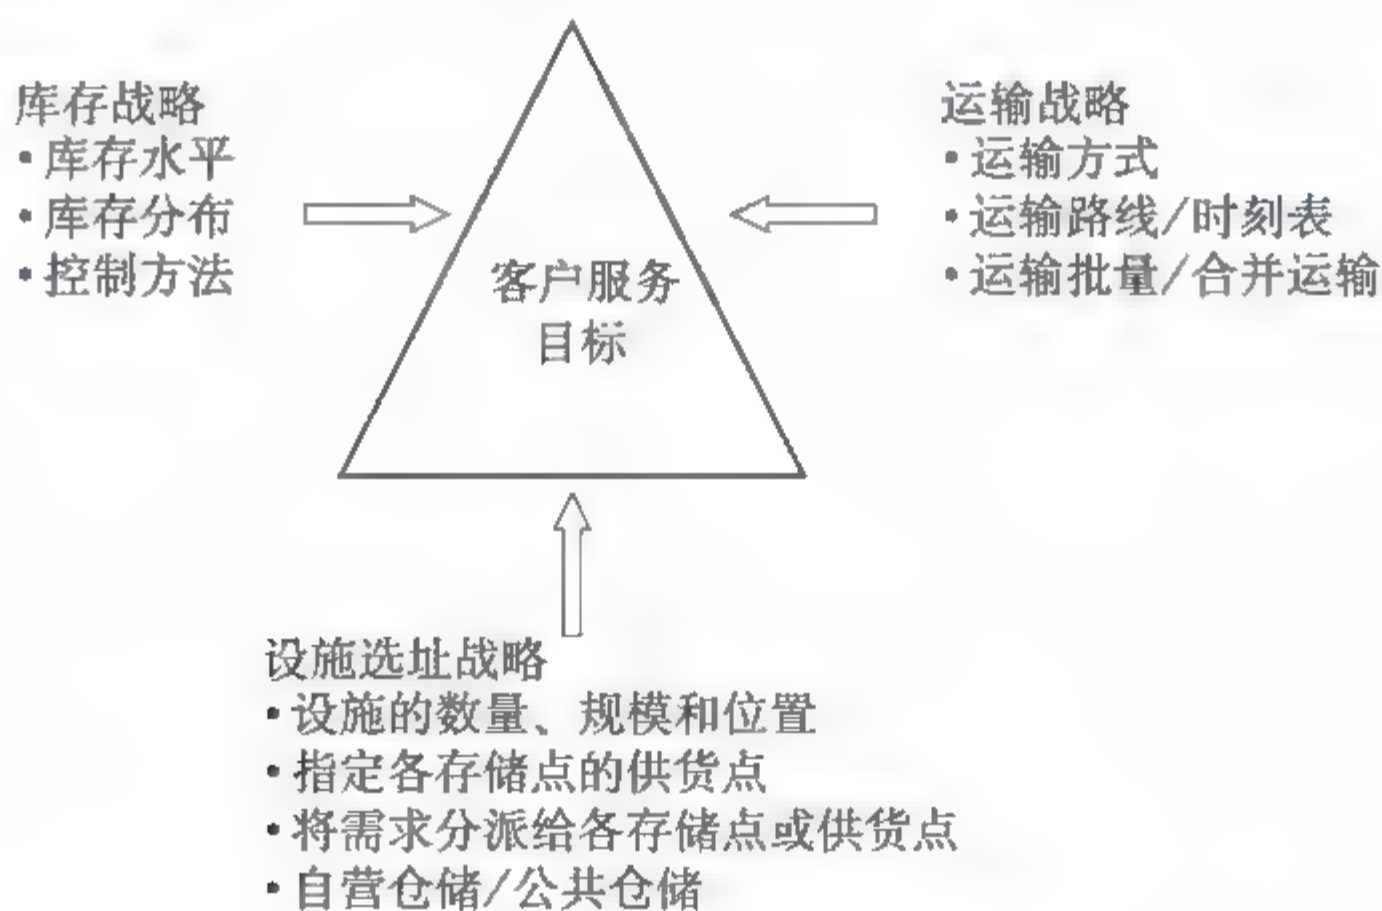 库存战略
•库存水平
•库存分布
•控制方法
运输战略
•运输方式
•运输路线/时刻表
•运输批量/合并运输
客户服务
目标
设施选址战略
•设施的数量、规模和位置
•指定各存储点的供货点
•将需求分派给各存储点或供货点
•自营仓储/公共仓储